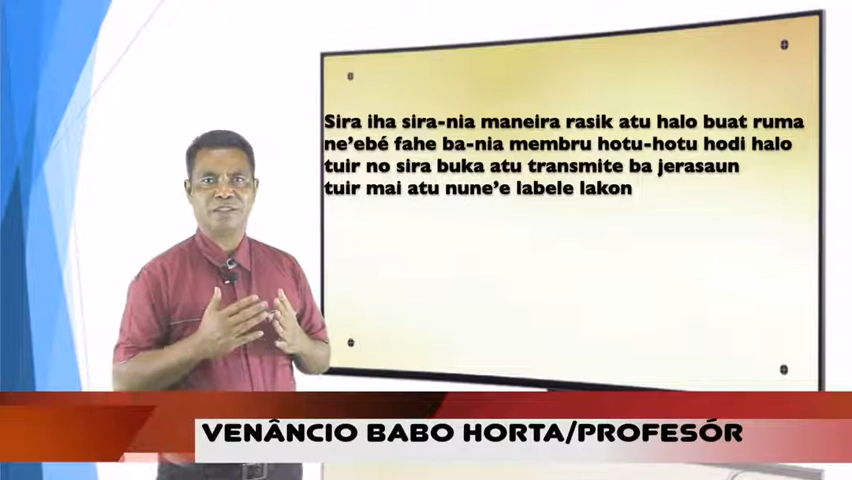 Sira iha sira-nia maneira rasik atu halo buat ruma
ne'ebé fahe ba-nia membru hotu-hotu hodi halo
tuir no sira buka atu transmite ba jerasaun
tuir mai atu nune'e labele lakon
VENÂNCIO BABO HORTA/PROFESÓR